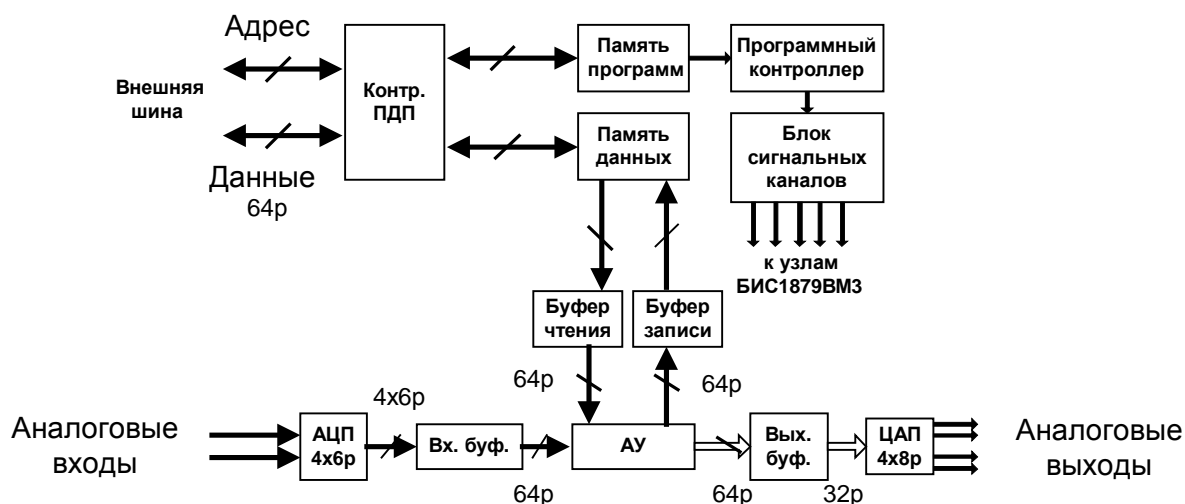 Адрес
Внешняя
шина
Данные
64р
Контр.
ПДП
Память
программ
Программный
контроллер
Память
данных
Блок
сигнальных
каналов
к узлам
БИС1879ВМ3
Буфер
чтения
Буфер
записи
64р
64р
Аналоговые
входы
АЦП
4х6р
4х6р
Вх. буф.
64р
АУ
64р
Вых.
буф.
32р
ЦАП
4х8р
Аналоговые
выходы